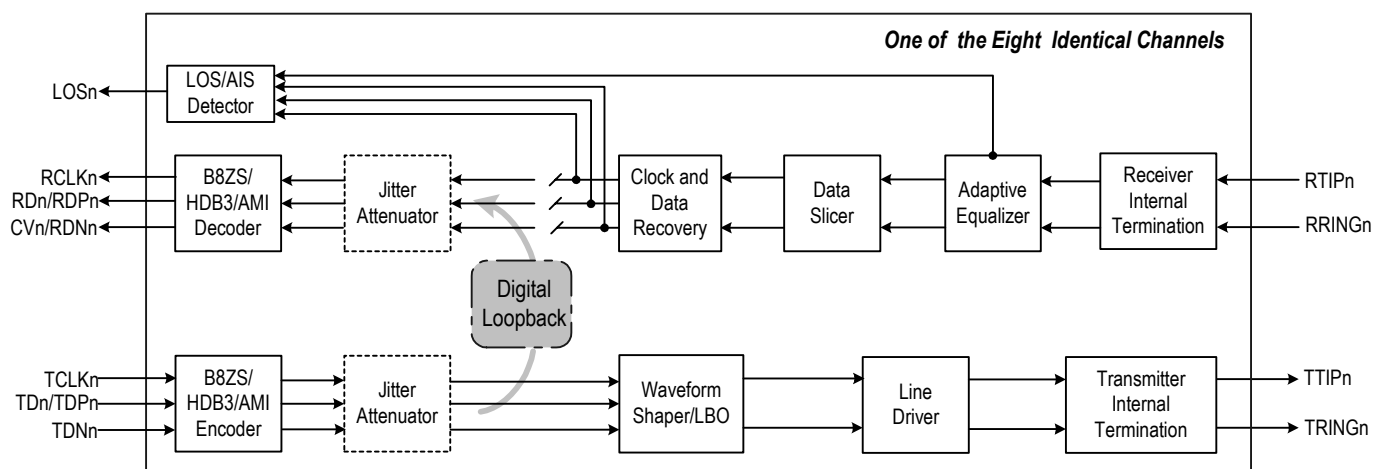 One of the Eight Identical Channels
LOSn
LOS/AIS
Detector
RCLKn
RDn/RDPn
CVn/RDNn
B8ZS/
HDB3/AMI
Decoder
Jitter
Attenuator
Clock and
Data
Recovery
Data
Slicer
Adaptive
Equalizer
Receiver
Internal
Termination
RTIPn
RRINGn
Digital
Loopback
TCLKn
TDn/TDPn
TDNn
B8ZS/
HDB3/AMI
Encoder
Jitter
Attenuator
Waveform
Shaper/LBO
Line
Driver
Transmitter
Internal
Termination
TTIPn
TRINGn